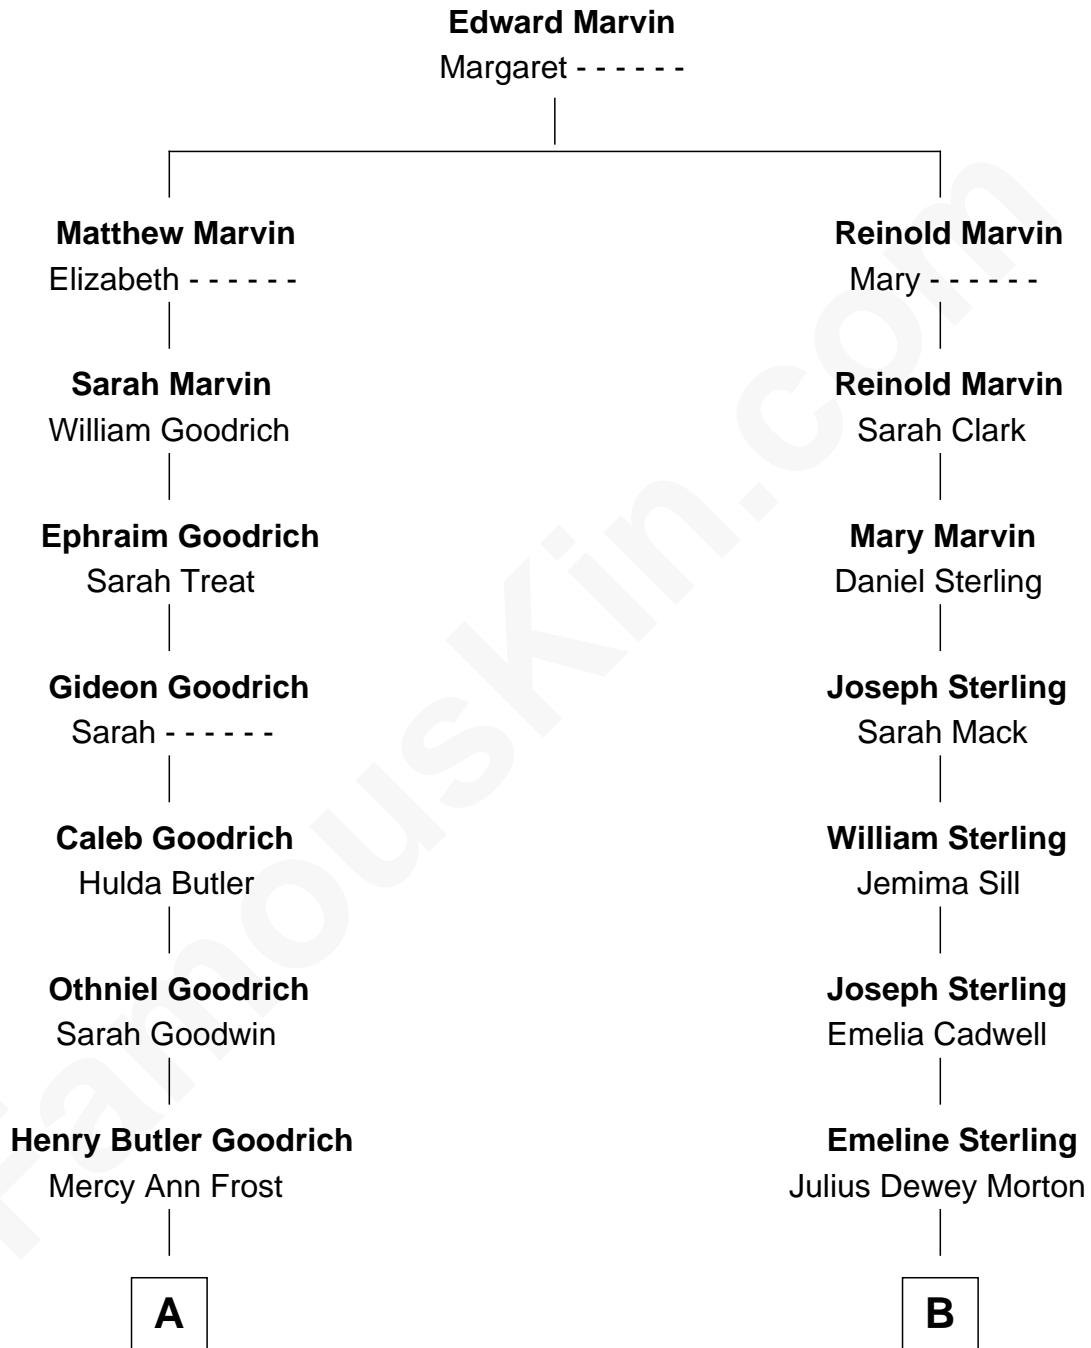 Edward Marvin
Margaret - - - - - -
Matthew Marvin
Elizabeth - - - - - -
Reinold Marvin
Mary - - - - - -
Sarah Marvin
William Goodrich
Reinold Marvin
Sarah Clark
Ephraim Goodrich
Sarah Treat
Mary Marvin
Daniel Sterling
Gideon Goodrich
Sarah - - - - - -
Joseph Sterling
Sarah Mack
Caleb Goodrich
Hulda Butler
William Sterling
Jemima Sill
Othniel Goodrich
Sarah Goodwin
Joseph Sterling
Emelia Cadwell
Henry Butler Goodrich
Mercy Ann Frost
Emeline Sterling
Julius Dewey Morton
A
B
FamousKin.com